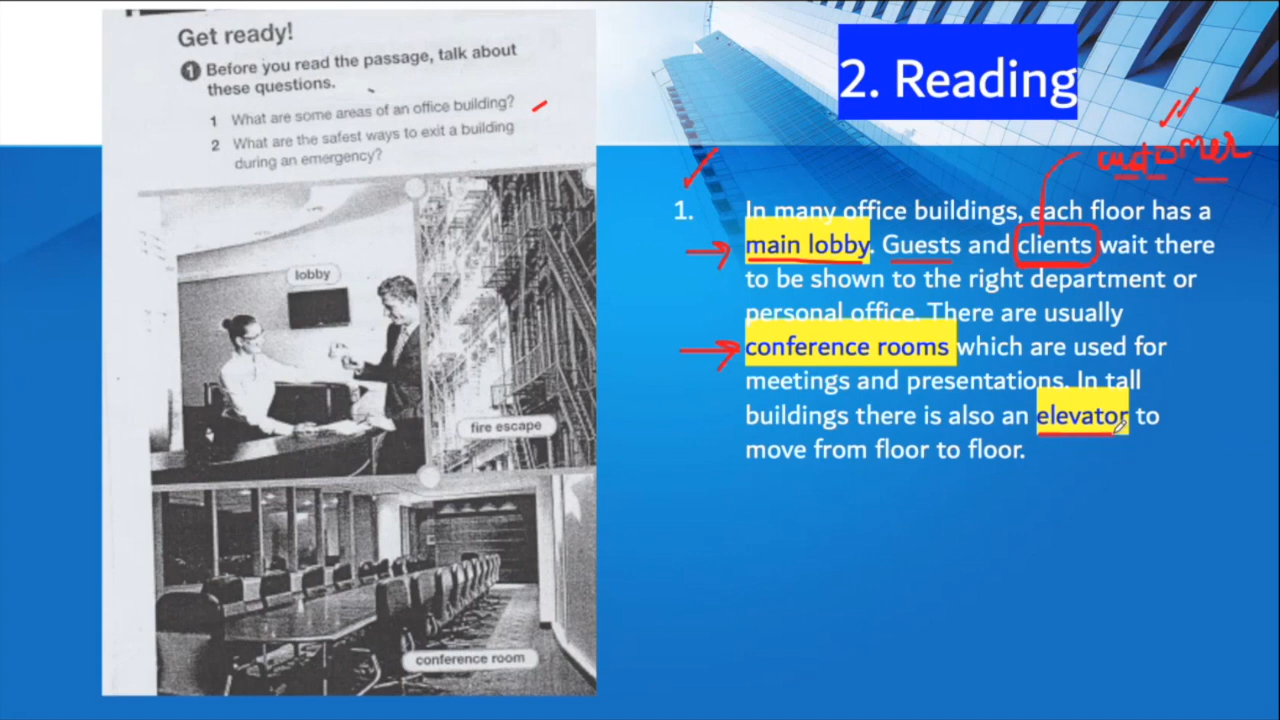 Get ready!
1 Before you read the passage, talk about
these questions.
1 What are some areas of an office building?
2 What are the safest ways to exit a building
during an emergency?
lobby
fire escape
conference room
2. Reading
customer
1. In many office buildings, each floor has a
main lobby. Guests and clients wait there
to be shown to the right department or
personal office. There are usually
conference rooms which are used for
meetings and presentations. In tall
buildings there is also an elevator to
move from floor to floor.